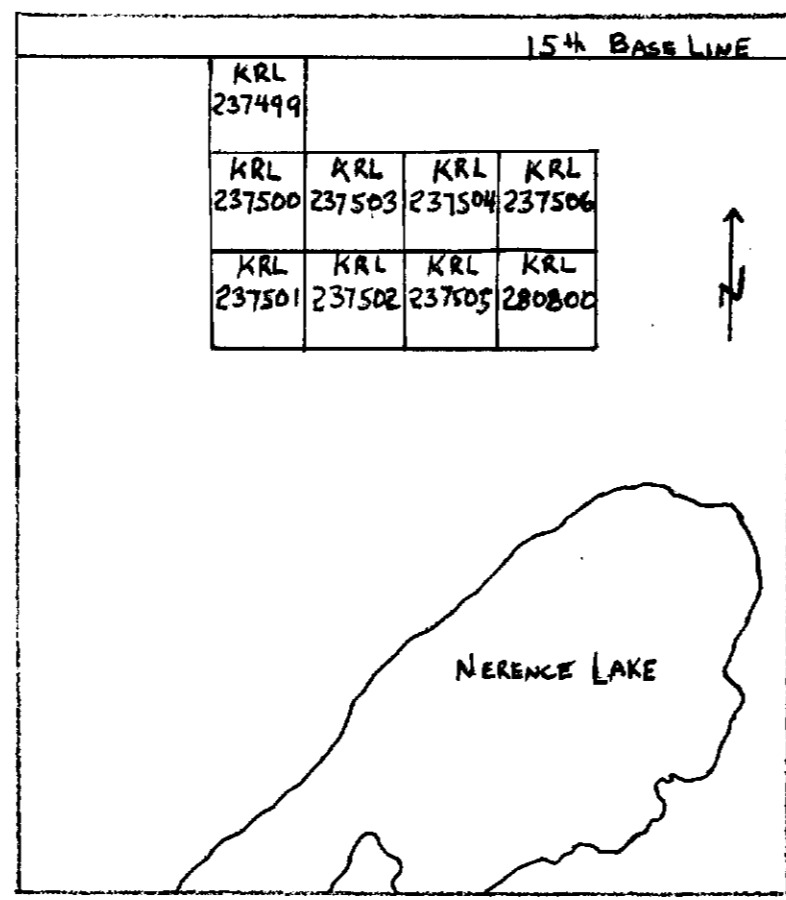 15th BASE LINE
KRL
237499
KRL KRL KRL KRL
237500 237503 237504 237506
KRL KRL KRL KRL
237501 237502 237505 280800
N
NERENCE LAKE